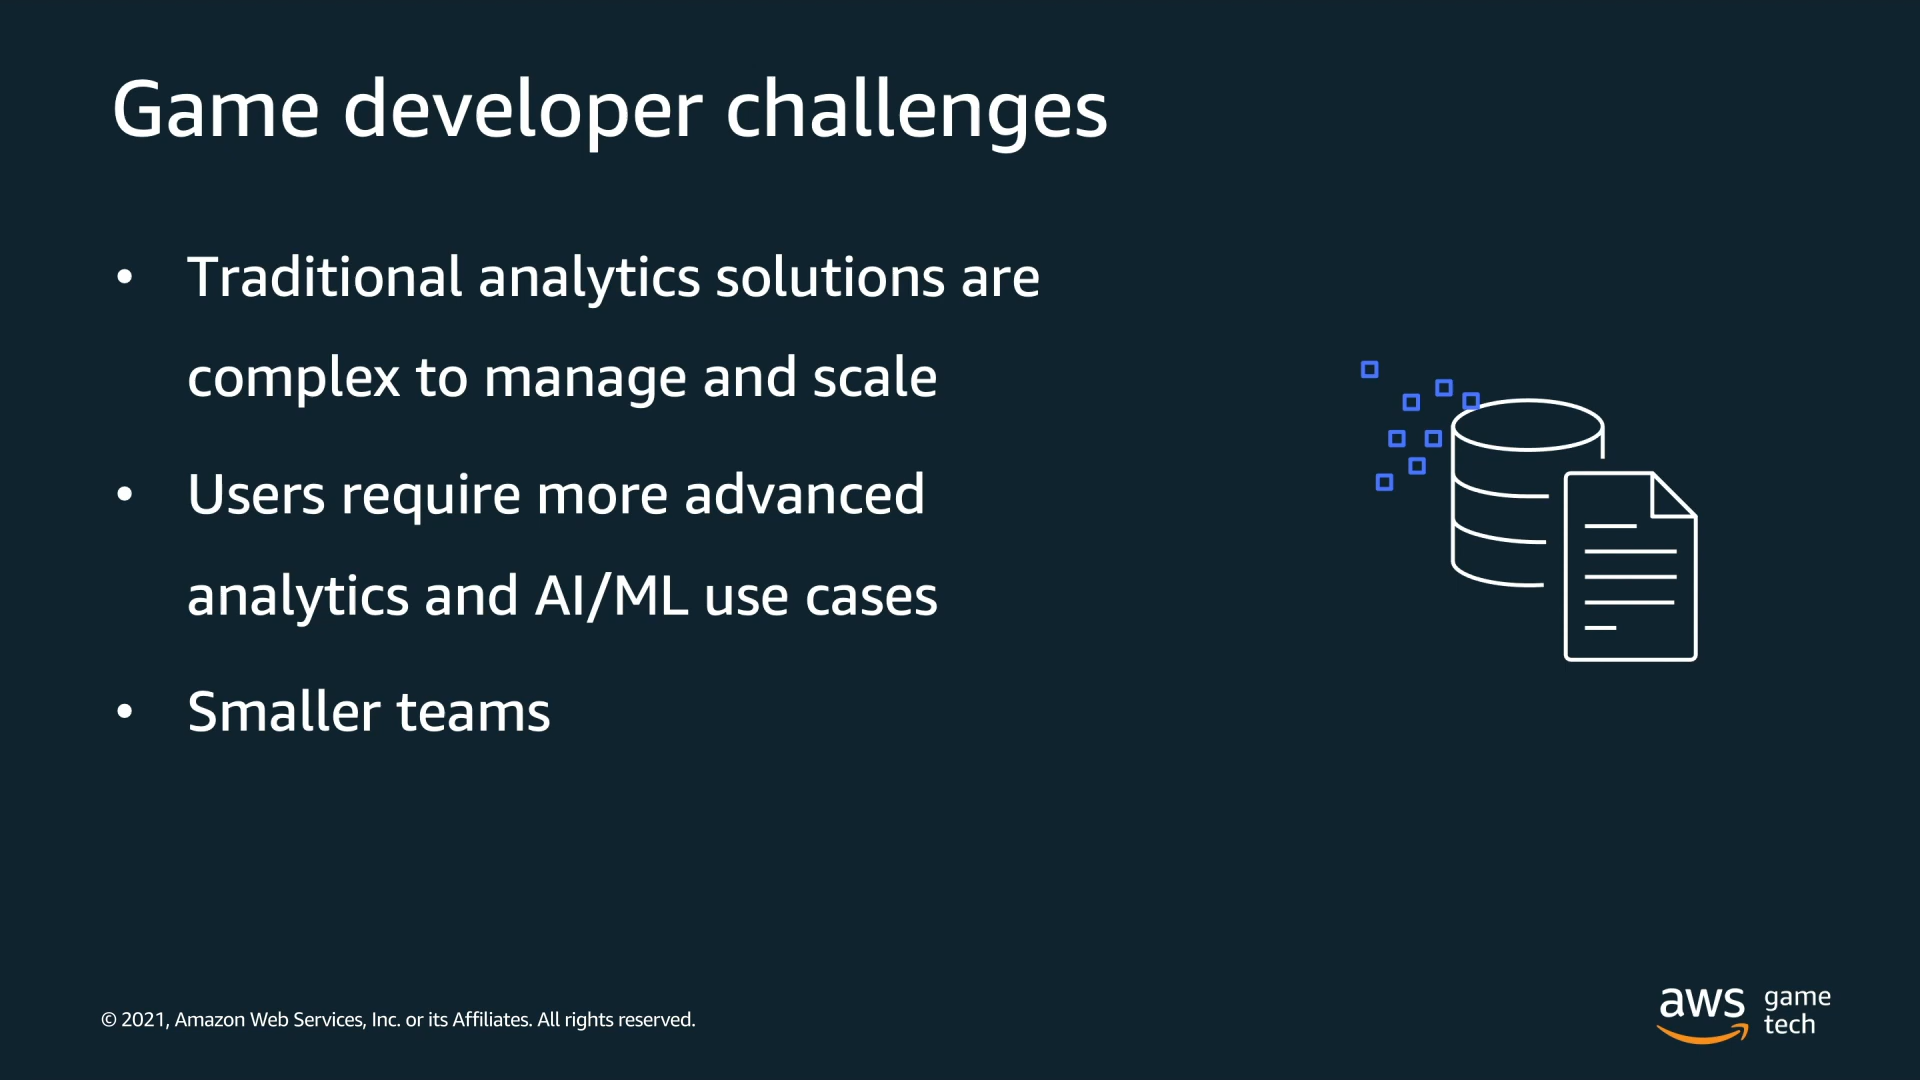 Game developer challenges
• Traditional analytics solutions are
complex to manage and scale
• Users require more advanced
analytics and AI/ML use cases
• Smaller teams
© 2021, Amazon Web Services, Inc. or its Affiliates. All rights reserved.
aws game
tech